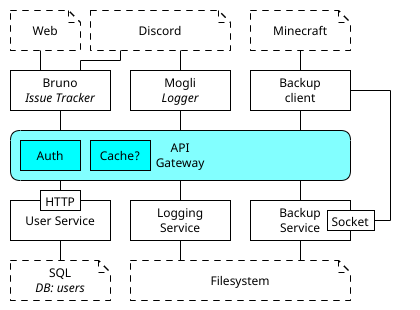 Web
Discord
Minecraft
Bruno
Issue Tracker
Mogli
Logger
Backup
client
Auth
Cache?
API
Gateway
HTTP
User Service
Logging
Service
Backup
Service
Socket
SQL
DB: users
Filesystem